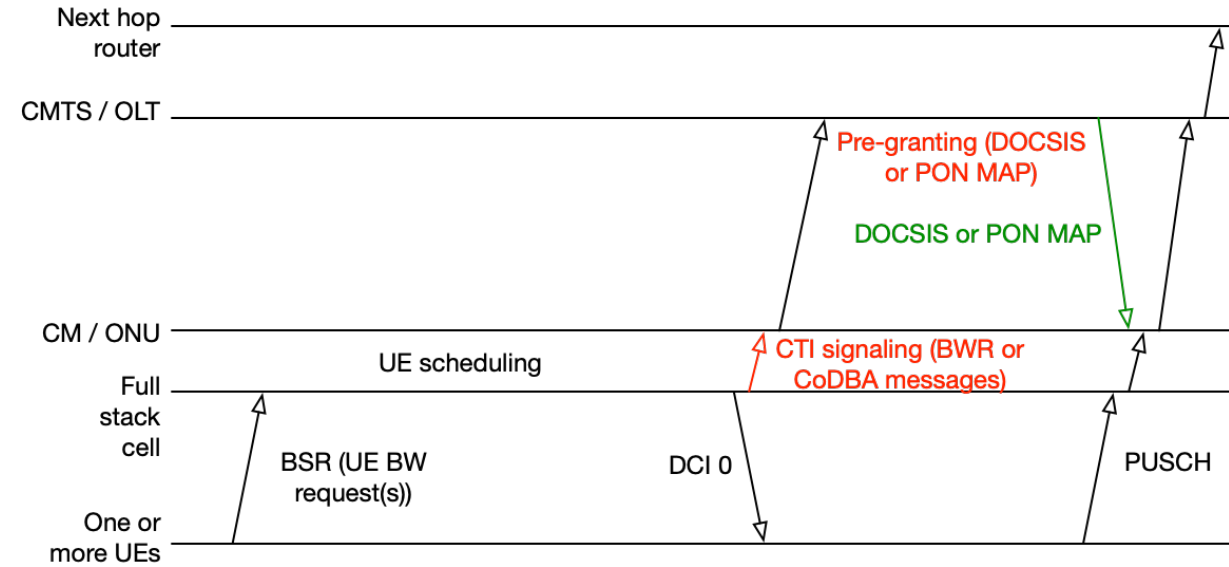 Next hop
router
CMTS / OLT
Pre-granting (DOCSIS
or PON MAP)
DOCSIS or PON MAP
CM / ONU
UE scheduling
CTI signaling (BWR or
CoDBA messages)
Full
stack
cell
BSR (UE BW
request(s))
DCI 0
PUSCH
One or
more UEs